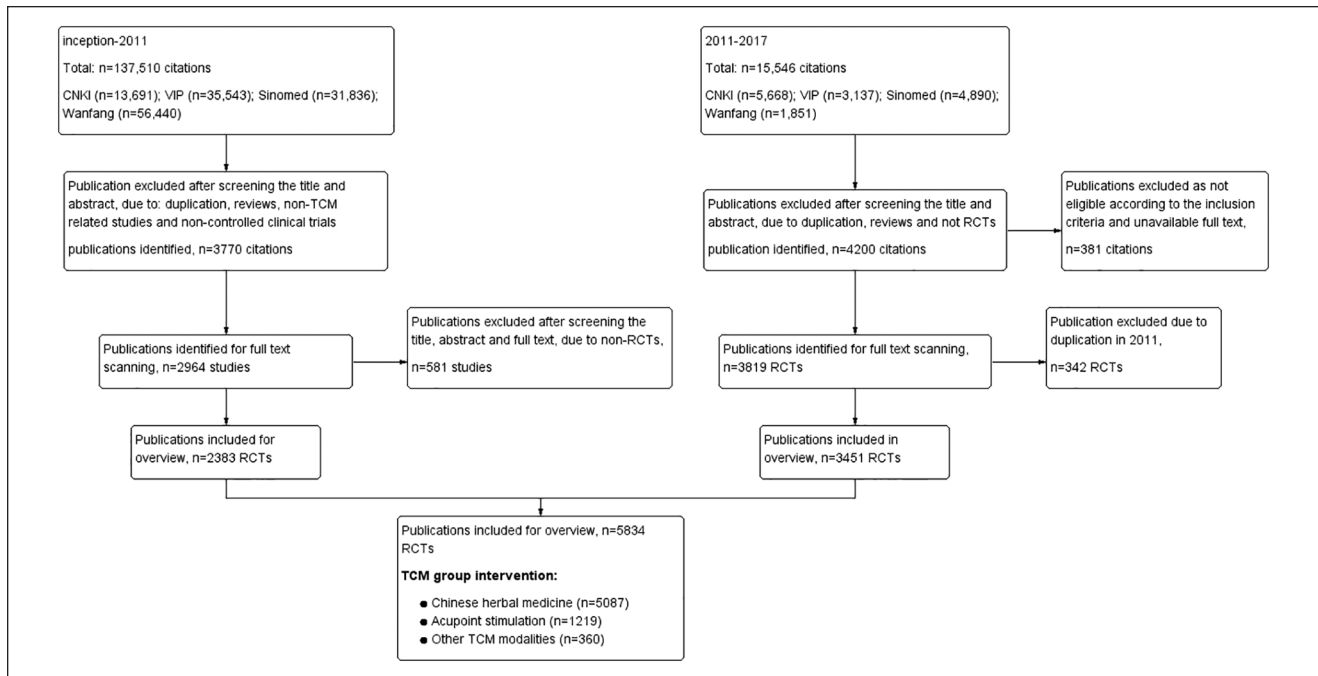 inception-2011
Total: n=137,510 citations
CNKI (n=13,691); VIP (n=35,543); Sinomed (n=31,836);
Wanfang (n=56,440)
2011-2017
Total: n=15,546 citations
CNKI (n=5,668); VIP (n=3,137); Sinomed (n=4,890);
Wanfang (n=1,851)
Publication excluded after screening the title and
abstract, due to: duplication, reviews, non-TCM
related studies and non-controlled clinical trials
publications identified, n=3770 citations
Publications excluded after screening the title and
abstract, due to duplication, reviews and not RCTs
publication identified, n=4200 citations
Publications excluded as not
eligible according to the inclusion
criteria and unavailable full text,
n=381 citations
Publications identified for full text
scanning, n=2964 studies
Publications excluded after screening the
title, abstract and full text, due to non-RCTs,
n=581 studies
Publications identified for full text scanning,
n=3819 RCTs
Publication excluded due to
duplication in 2011,
n=342 RCTs
Publications included for
overview, n=2383 RCTs
Publications included in
overview, n=3451 RCTs
Publications included for overview, n=5834
RCTs
TCM group intervention:
● Chinese herbal medicine (n=5087)
● Acupoint stimulation (n=1219)
● Other TCM modalities (n=360)